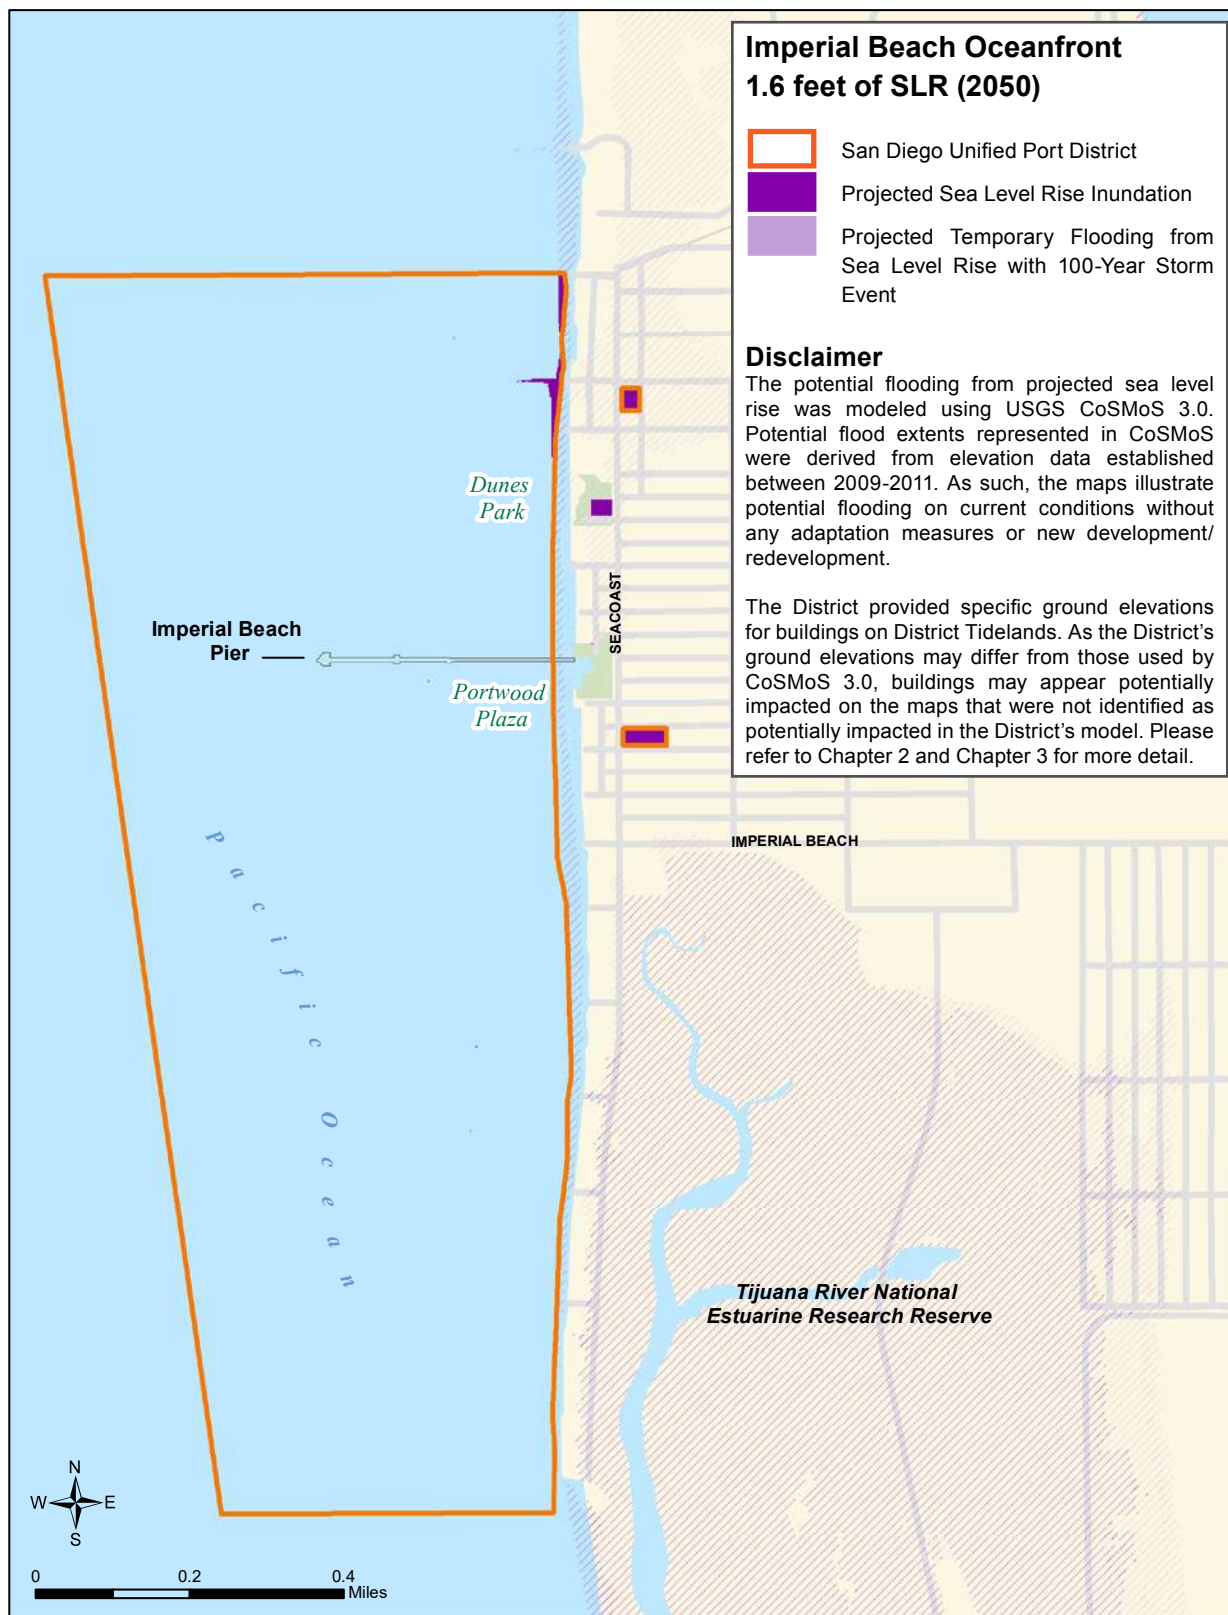 Imperial Beach Oceanfront
1.6 feet of SLR (2050)
San Diego Unified Port District
Projected Sea Level Rise Inundation
Projected Temporary Flooding from
Sea Level Rise with 100-Year Storm
Event
Disclaimer
The potential flooding from projected sea level
rise was modeled using USGS CoSMoS 3.0.
Potential flood extents represented in CoSMoS
were derived from elevation data established
between 2009-2011. As such, the maps illustrate
potential flooding on current conditions without
any adaptation measures or new development/
redevelopment.
The District provided specific ground elevations
for buildings on District Tidelands. As the District's
ground elevations may differ from those used by
CoSMoS 3.0, buildings may appear potentially
impacted on the maps that were not identified as
potentially impacted in the District's model. Please
refer to Chapter 2 and Chapter 3 for more detail.
Dunes
Park
SEACOAST
Imperial Beach
Pier
Portwood
Plaza
IMPERIAL BEACH
Pacific Ocean
Tijuana River National
Estuarine Research Reserve
N
W E
S
0 0.2 0.4
Miles